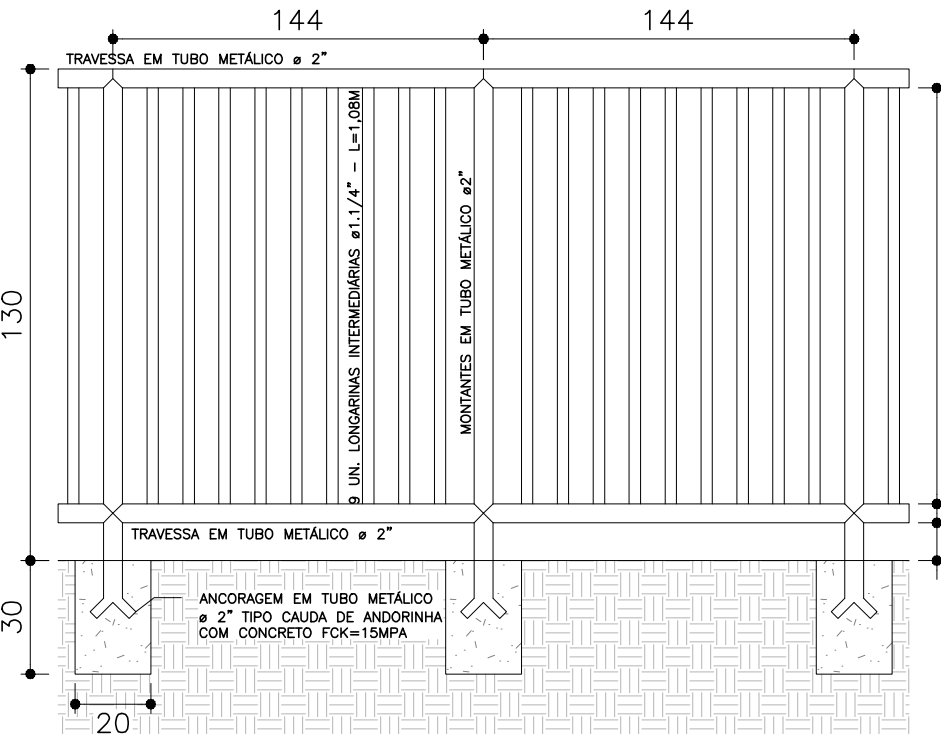 144
144
TRAVESSA EM TUBO METÁLICO ø 2"
9 UN. LONGARINAS INTERMEDIÁRIAS ø1.1/4" - L=1,08M
MONTANTES EM TUBO METÁLICO ø2"
130
TRAVESSA EM TUBO METÁLICO ø 2"
ANCORAGEM EM TUBO METÁLICO
ø 2" TIPO CAUDA DE ANDORINHA
COM CONCRETO FCK=15MPA
30
20